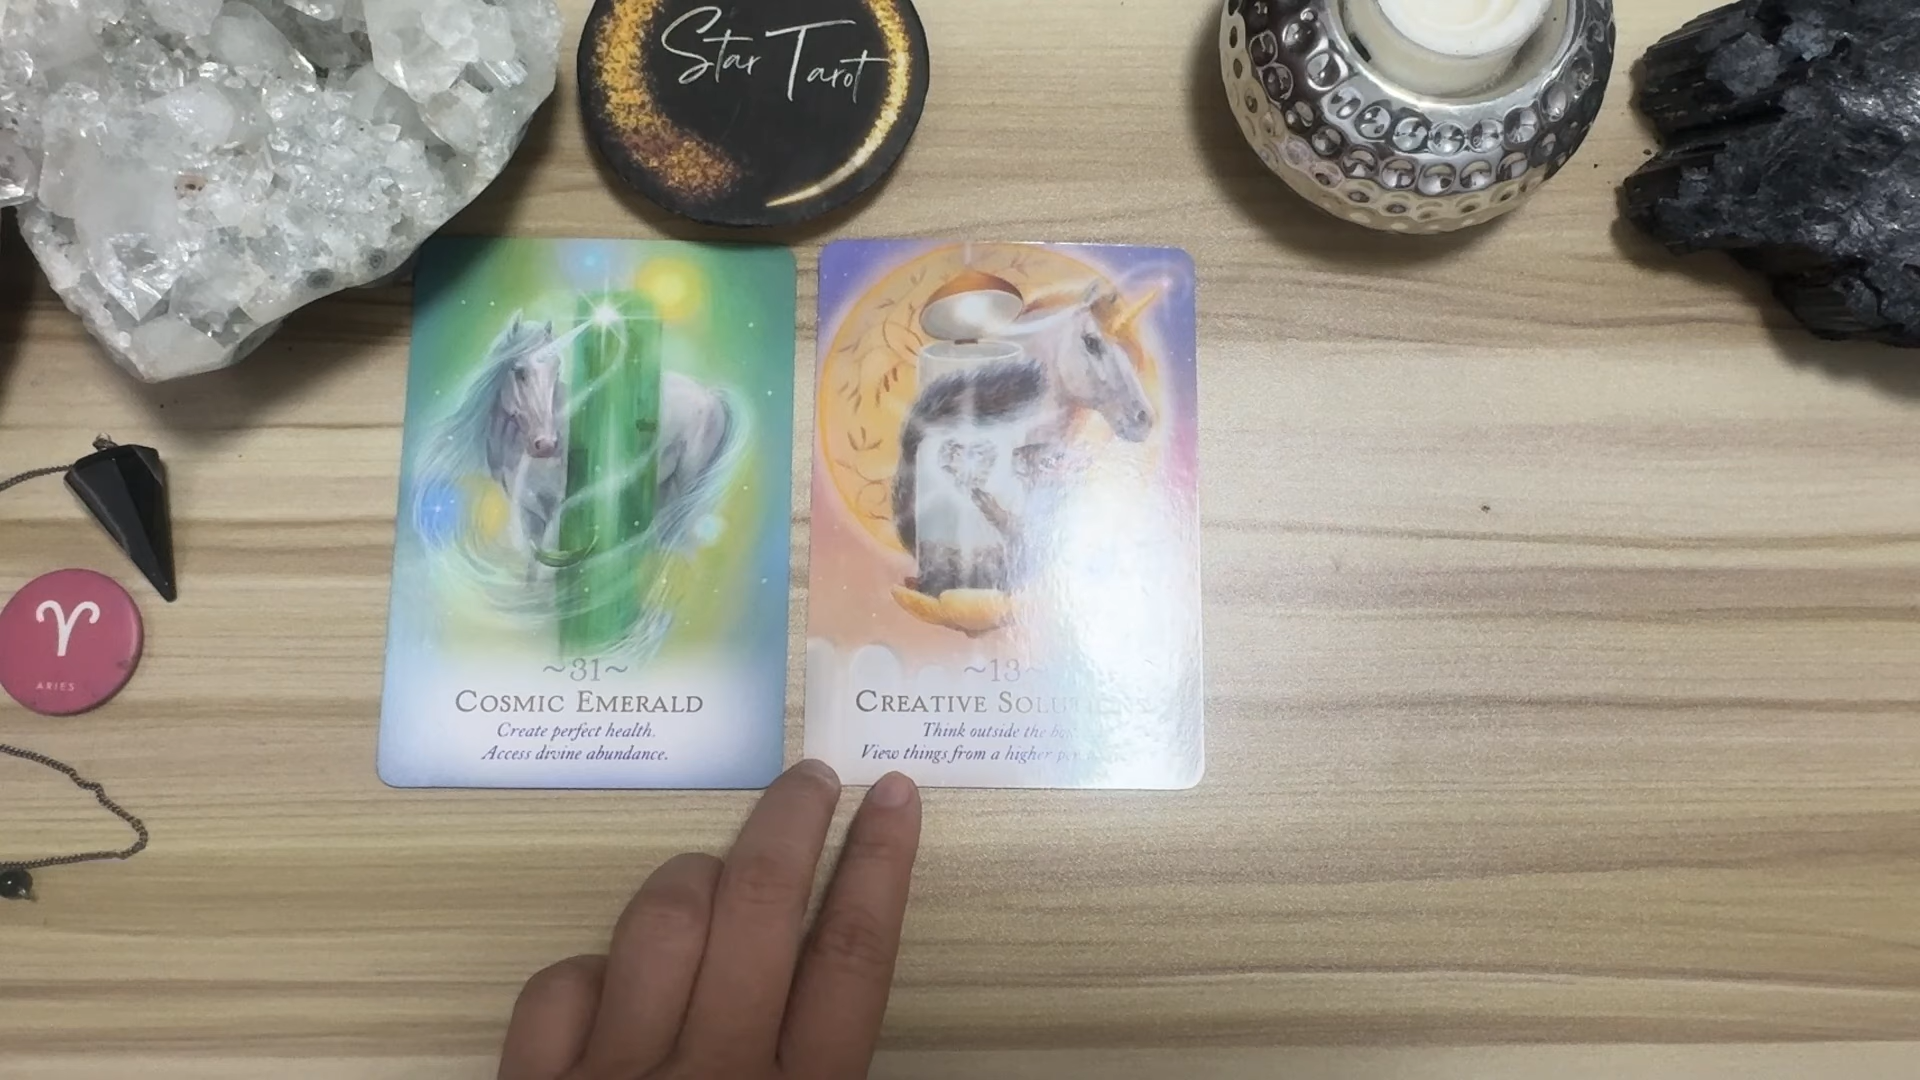 Star Tarot
~31~
COSMIC EMERALD
Create perfect health.
Access divine abundance.
~13~
CREATIVE
Think outside the
View things from a higher
♈
ARIES